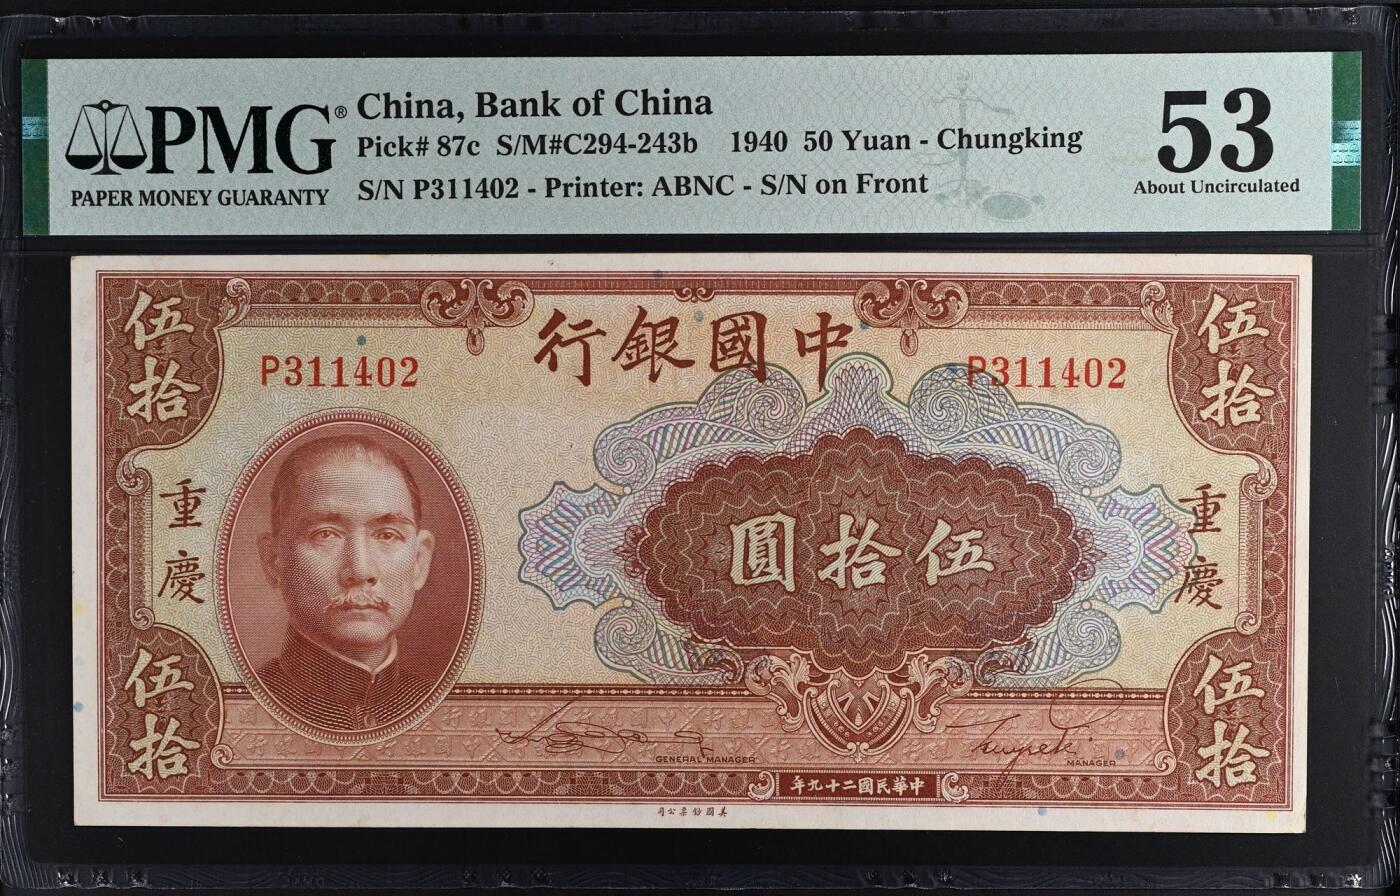 PMG®
PAPER MONEY GUARANTY
China, Bank of China
Pick# 87c S/M#C294-243b 1940 50 Yuan - Chungking
S/N P311402 - Printer: ABNC - S/N on Front
53
About Uncirculated
伍拾
行銀國中
伍拾
P311402
P311402
重慶
圓拾伍
重慶
伍拾
伍拾
GENERAL MANAGER
MANAGER
年九十二國民華中
司公票鈔國美